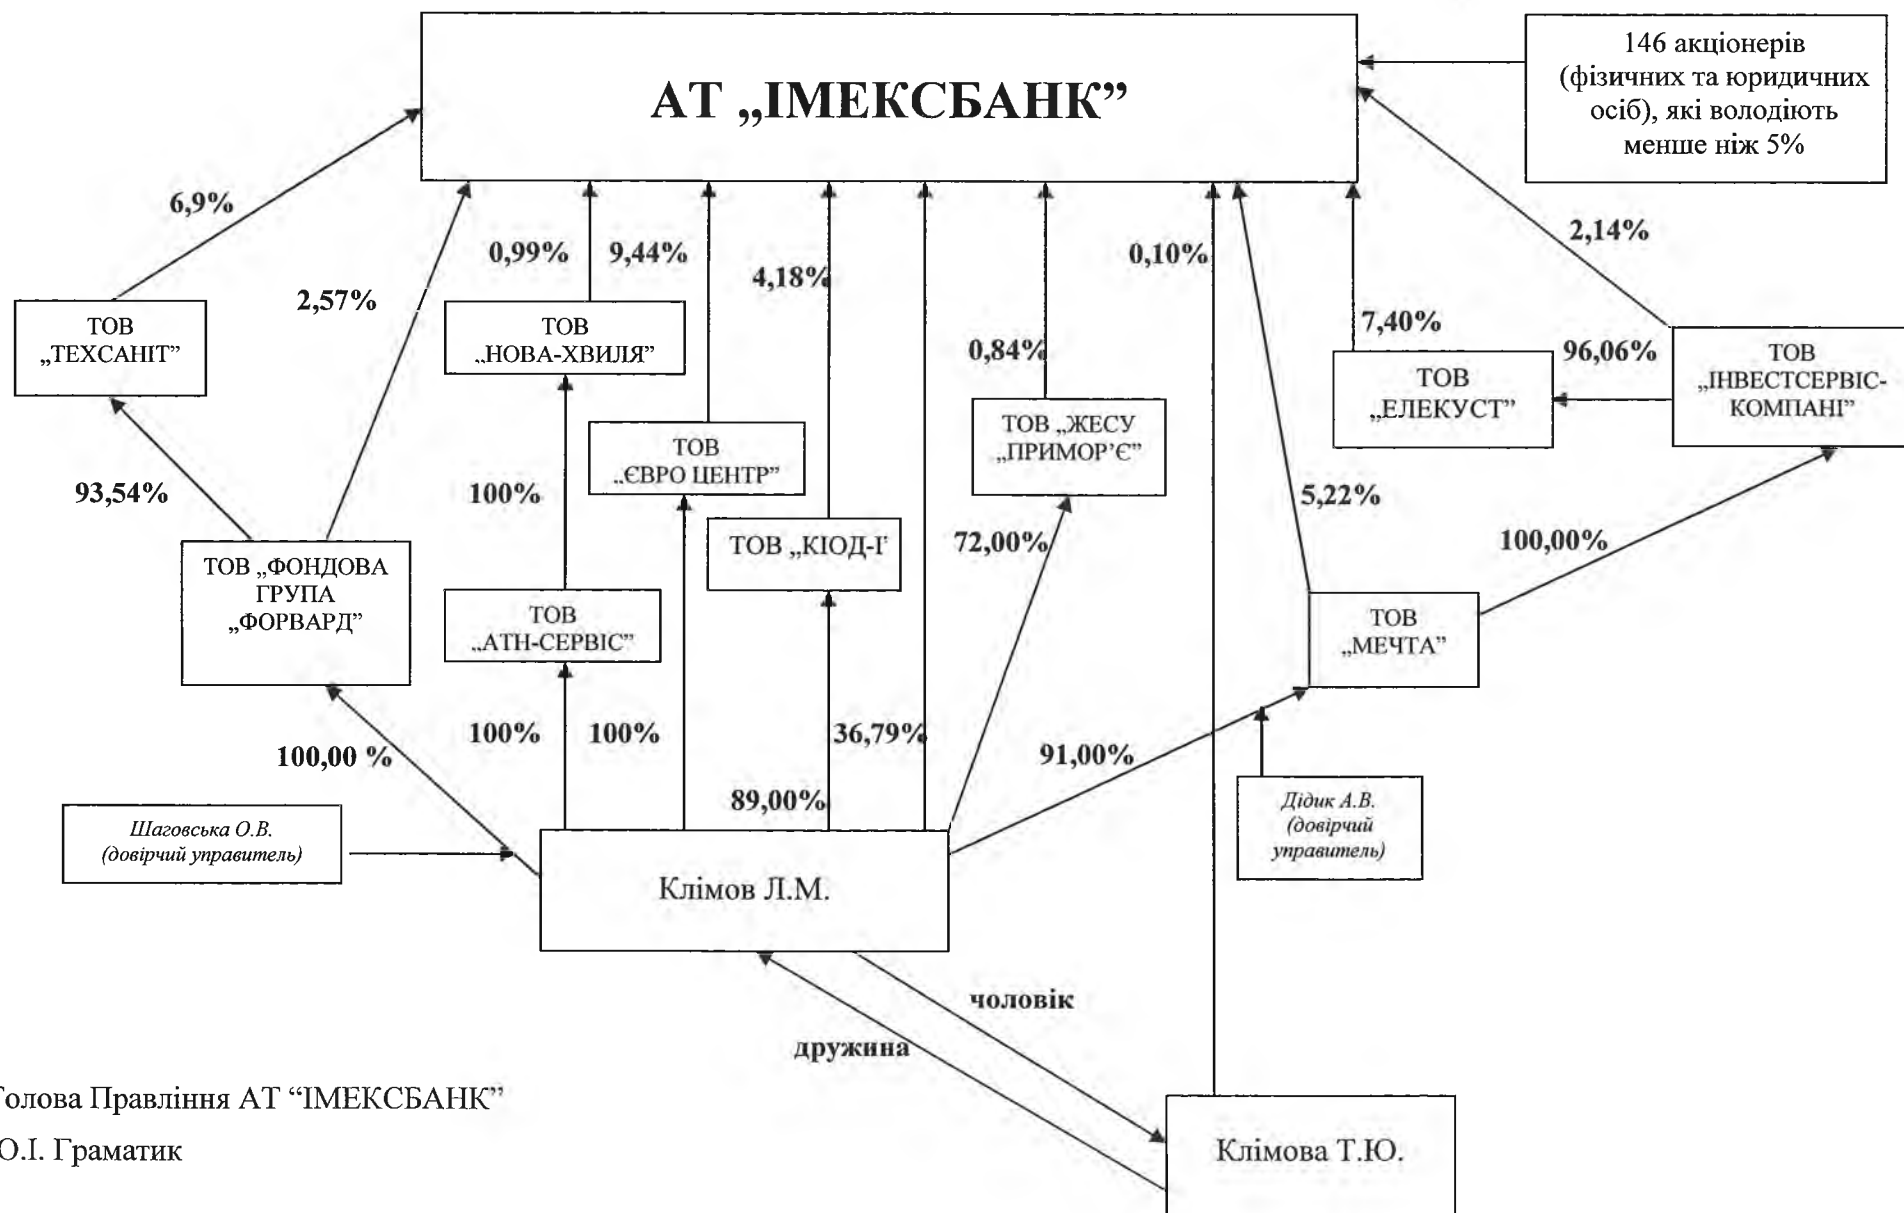 АТ „ІМЕКСБАНК”
146 акціонерів
(фізичних та юридичних
осіб), які володіють
менше ніж 5%
6,9%
2,57%
0,99%
9,44%
4,18%
0,84%
0,10%
7,40%
2,14%
96,06%
ТОВ
„ТЕХСАНІТ”
ТОВ
„НОВА-ХВИЛЯ”
ТОВ
„ЄВРО ЦЕНТР”
ТОВ „КІОД-І”
ТОВ „ЖЕСУ
„ПРИМОР’Є”
ТОВ
„ЕЛЕКУСТ”
ТОВ
„ІНВЕСТСЕРВІС-
КОМПАНІ”
93,54%
100%
72,00%
5,22%
100,00%
ТОВ „ФОНДОВА
ГРУПА
„ФОРВАРД”
ТОВ
„АТН-СЕРВІС”
ТОВ
„МЕЧТА”
100,00 %
100%
100%
89,00%
36,79%
91,00%
Шаговська О.В.
(довірчий управитель)
Дідик А.В.
(довірчий
управитель)
Клімов Л.М.
чоловік
дружина
Клімова Т.Ю.
Голова Правління АТ “ІМЕКСБАНК”
О.І. Граматик